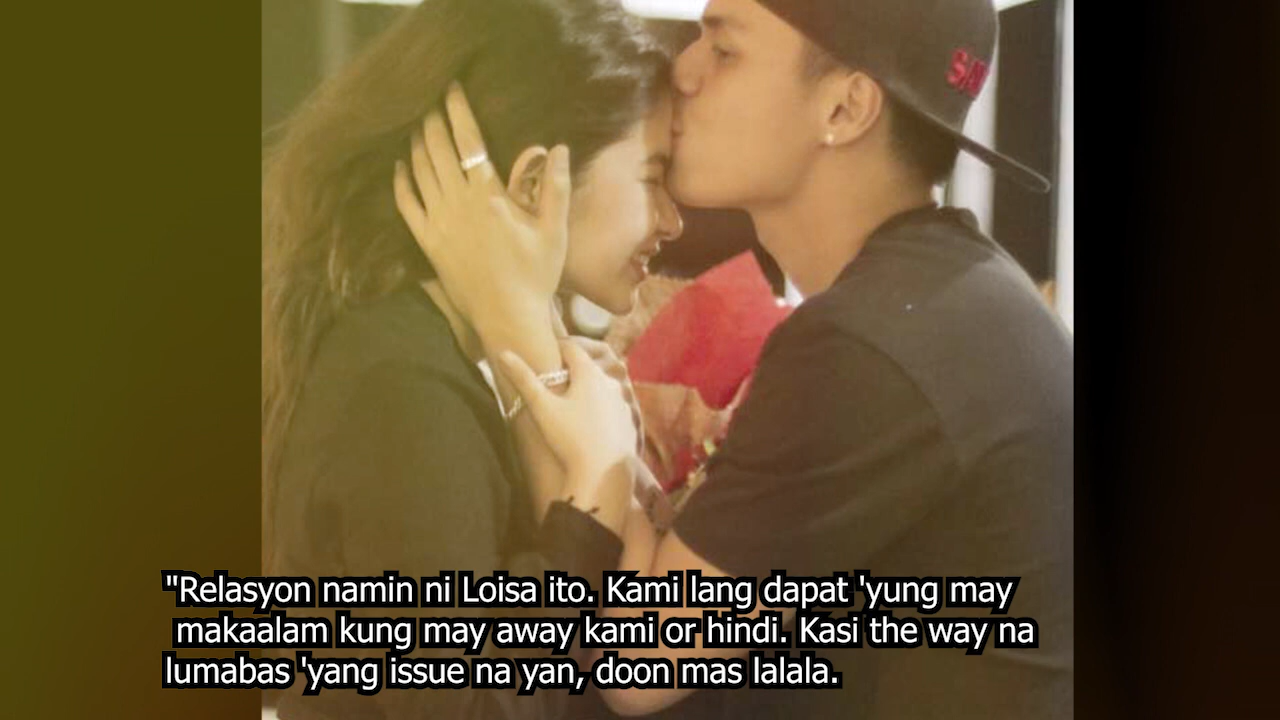 "Relasyon namin ni Loisa ito. Kami lang dapat 'yung may
makaalam kung may away kami or hindi. Kasi the way na
lumabas 'yang issue na yan, doon mas lalala.